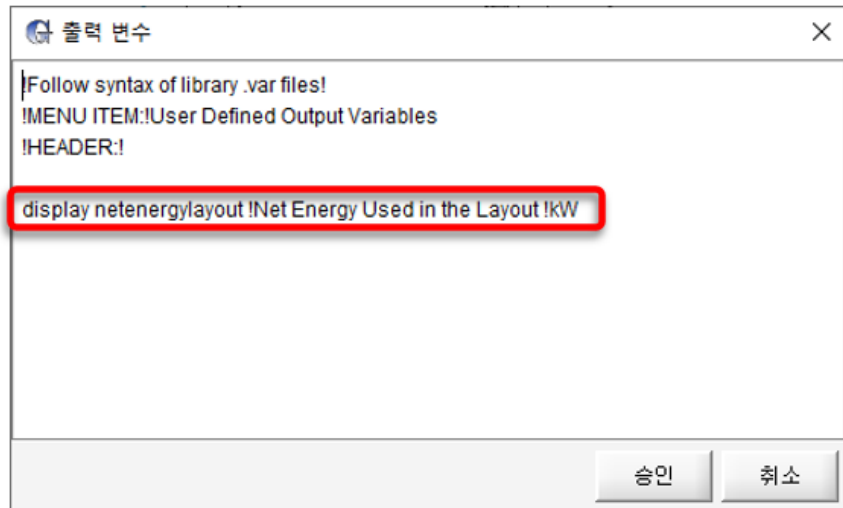 출력 변수
!Follow syntax of library .var files!
!MENU ITEM:!User Defined Output Variables
!HEADER:!
display netenergylayout !Net Energy Used in the Layout !kW
승인 취소